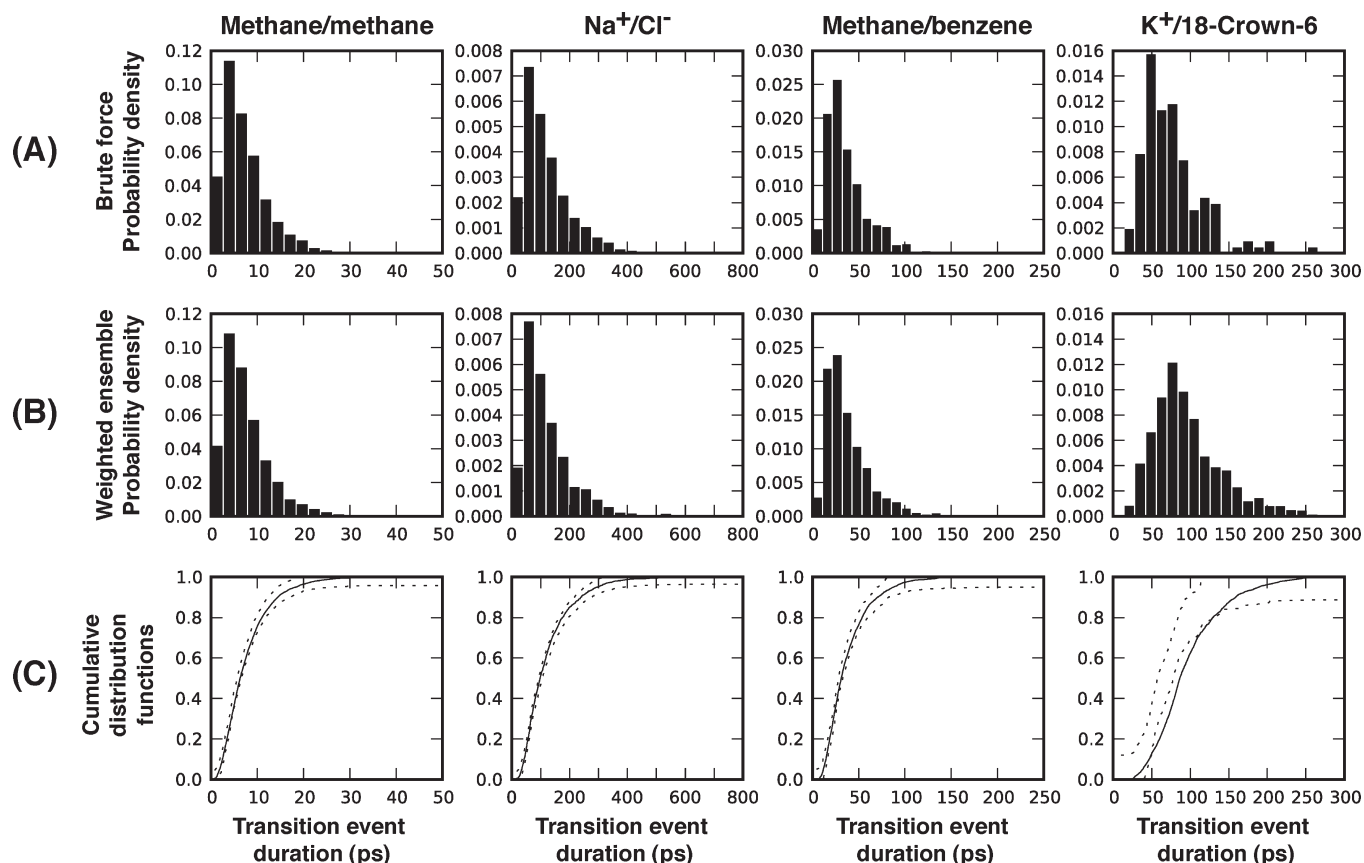 Methane/methane Na+/Cl- Methane/benzene K+/18-Crown-6
(A)
Brute force
Probability density
0.12 0.10 0.08 0.06 0.04 0.02 0.00
0 10 20 30 40 50
0.008 0.007 0.006 0.005 0.004 0.003 0.002 0.001 0.000
0 200 400 600 800
0.030 0.025 0.020 0.015 0.010 0.005 0.000
0 50 100 150 200 250
0.016 0.014 0.012 0.010 0.008 0.006 0.004 0.002 0.000
0 50 100 150 200 250 300
(B)
Weighted ensemble
Probability density
0.12 0.10 0.08 0.06 0.04 0.02 0.00
0 10 20 30 40 50
0.008 0.007 0.006 0.005 0.004 0.003 0.002 0.001 0.000
0 200 400 600 800
0.030 0.025 0.020 0.015 0.010 0.005 0.000
0 50 100 150 200 250
0.016 0.014 0.012 0.010 0.008 0.006 0.004 0.002 0.000
0 50 100 150 200 250 300
(C)
Cumulative
distribution
functions
1.0 0.8 0.6 0.4 0.2 0.0
0 10 20 30 40 50
1.0 0.8 0.6 0.4 0.2 0.0
0 200 400 600 800
1.0 0.8 0.6 0.4 0.2 0.0
0 50 100 150 200 250
1.0 0.8 0.6 0.4 0.2 0.0
0 50 100 150 200 250 300
Transition event Transition event Transition event Transition event
duration (ps) duration (ps) duration (ps) duration (ps)